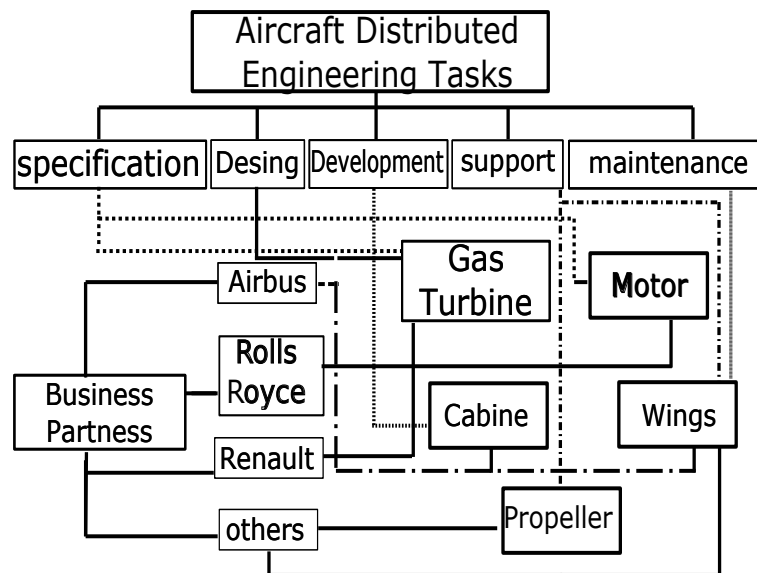 Aircraft Distributed
Engineering Tasks
specification
Desing
Development
support
maintenance
Gas
Turbine
Motor
Airbus
Rolls
Royce
Business
Partness
Cabine
Wings
Renault
Propeller
others